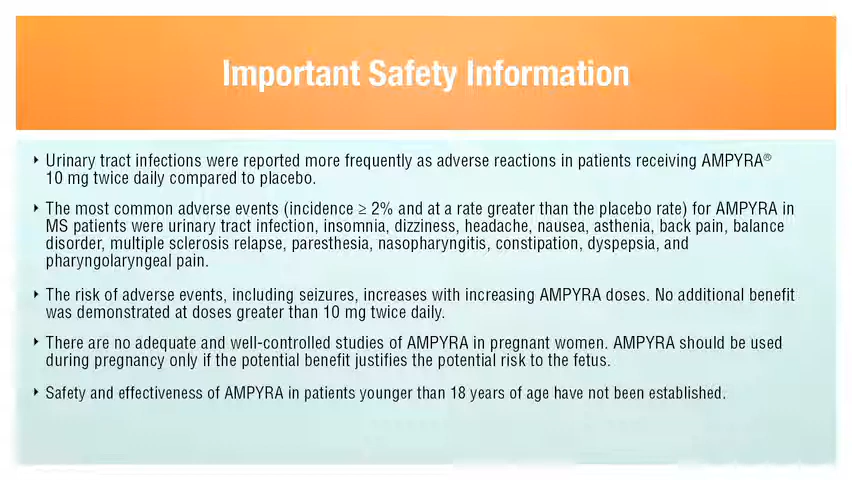 Important Safety Information
‣ Urinary tract infections were reported more frequently as adverse reactions in patients receiving AMPYRA®
10 mg twice daily compared to placebo.
‣ The most common adverse events (incidence ≥ 2% and at a rate greater than the placebo rate) for AMPYRA in
MS patients were urinary tract infection, insomnia, dizziness, headache, nausea, asthenia, back pain, balance
disorder, multiple sclerosis relapse, paresthesia, nasopharyngitis, constipation, dyspepsia, and
pharyngolaryngeal pain.
‣ The risk of adverse events, including seizures, increases with increasing AMPYRA doses. No additional benefit
was demonstrated at doses greater than 10 mg twice daily.
‣ There are no adequate and well-controlled studies of AMPYRA in pregnant women. AMPYRA should be used
during pregnancy only if the potential benefit justifies the potential risk to the fetus.
‣ Safety and effectiveness of AMPYRA in patients younger than 18 years of age have not been established.